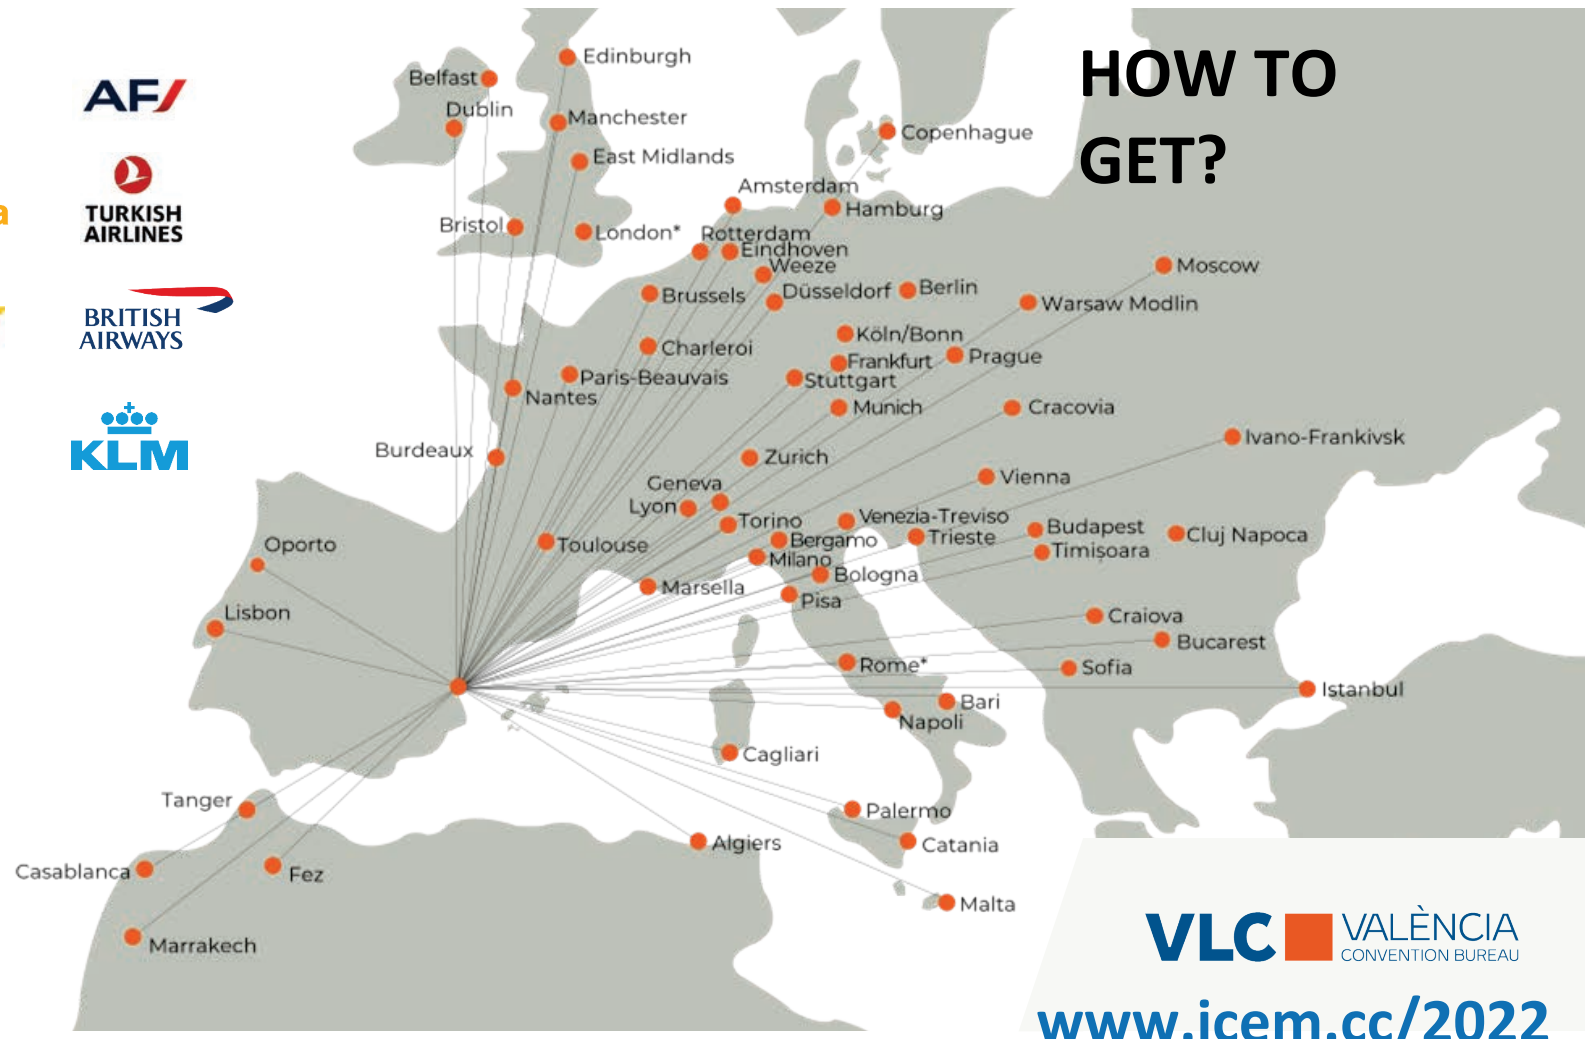 HOW TO
GET?
AF
TURKISH
AIRLINES
BRITISH
AIRWAYS
KLM
Edinburgh
Belfast
Dublin
Manchester
East Midlands
Copenhague
Amsterdam
Hamburg
Bristol
London*
Rotterdam
Eindhoven
Weeze
Moscow
Brussels
Düsseldorf
Berlin
Warsaw Modlin
Köln/Bonn
Charleroi
Frankfurt
Prague
Paris-Beauvais
Stuttgart
Nantes
Munich
Cracovia
Ivano-Frankivsk
Burdeaux
Zurich
Vienna
Geneva
Lyon
Torino
Venezia-Treviso
Budapest
Cluj Napoca
Trieste
Bergamo
Toulouse
Timișoara
Milano
Oporto
Bologna
Marsella
Pisa
Lisbon
Craiova
Bucarest
Rome*
Sofia
Istanbul
Bari
Napoli
Cagliari
Tanger
Palermo
Algiers
Catania
Casablanca
Fez
Malta
Marrakech
VLC VALÈNCIA
CONVENTION BUREAU
www.icem.cc/2022